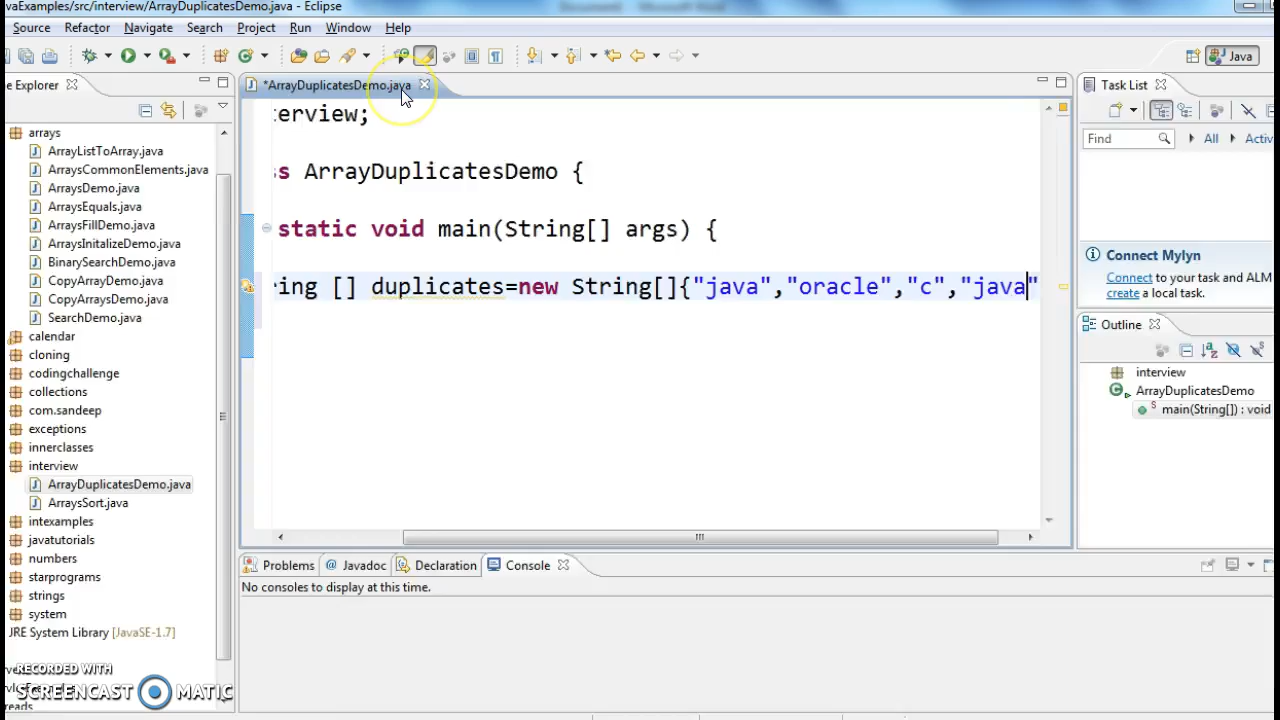 vaExamples/src/interview/ArrayDuplicatesDemo.java - Eclipse
Source Refactor Navigate Search Project Run Window Help
Java
e Explorer
*ArrayDuplicatesDemo.java
Task List
Find
All
Activ
arrays
ArrayListToArray.java
ArraysCommonElements.java
ArraysDemo.java
ArraysEquals.java
ArraysFillDemo.java
ArraysInitalizeDemo.java
BinarySearchDemo.java
CopyArrayDemo.java
CopyArraysDemo.java
SearchDemo.java
calendar
cloning
codingchallenge
collections
com.sandeep
exceptions
innerclasses
interview
ArrayDuplicatesDemo.java
ArraysSort.java
intexamples
javatutorials
numbers
starprograms
strings
system
JRE System Library [JavaSE-1.7]
RECORDED WITH
SCREENCAST MATIC
reads
terview;
ss ArrayDuplicatesDemo {
static void main(String[] args) {
ring [] duplicates=new String[]{"java","oracle","c","java"
Connect Mylyn
Connect to your task and ALM
create a local task.
Outline
interview
ArrayDuplicatesDemo
main(String[]) : void
Problems @ Javadoc Declaration Console
No consoles to display at this time.